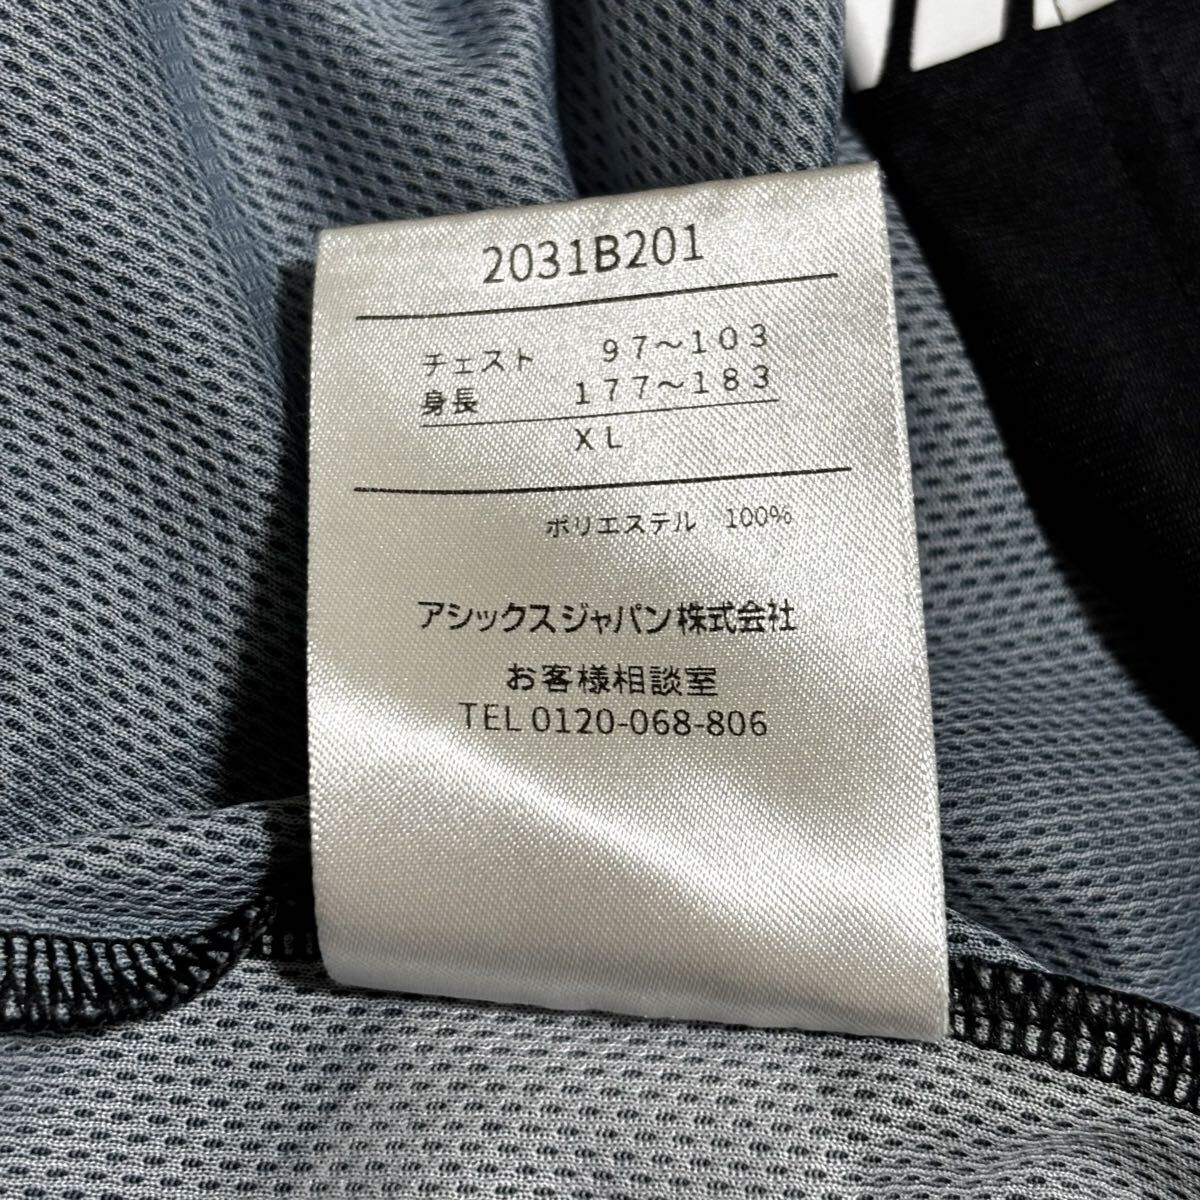 2031B201
チェスト 97～103
身長 177～183
XL
ポリエステル 100%
アシックスジャパン株式会社
お客様相談室
TEL 0120-068-806